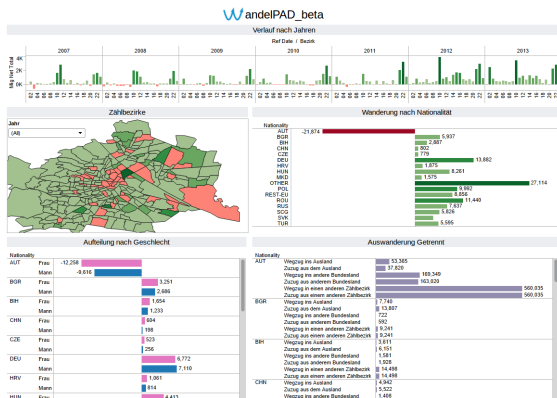 WandelPAD_beta
Verlauf nach Jahren
Ref Date / Bezirk
2007 2008 2009 2010 2011 2012 2013
Mig Net Total
4K
2K
0K
Zählbezirke
Jahr
(All)
Wanderung nach Nationalität
Nationality
AUT -21,874
BGR 5,937
BIH 2,887
CHN 802
CZE 779
DEU 13,882
HRV 1,875
HUN 8,261
MKD 1,575
OTHER 27,114
POL 9,982
REST-EU 8,856
ROU 11,440
RUS 7,637
SCG 5,826
SVK
TUR 5,595
Aufteilung nach Geschlecht
Nationality
AUT Frau -12,258
Mann -9,616
BGR Frau 3,251
Mann 2,686
BIH Frau 1,654
Mann 1,233
CHN Frau 604
Mann 198
CZE Frau 523
Mann 256
DEU Frau 6,772
Mann 7,110
HRV Frau 1,061
Mann 814
HUN Frau 4,413
Auswanderung Getrennt
Nationality
AUT Wegzug ins Ausland 53,365
Zuzug aus dem Ausland 37,820
Wegzug ins andere Bundesland 169,349
Zuzug aus anderem Bundesland 163,020
Wegzug in einen anderen Zählbezirk 560,035
Zuzug aus einem anderen Zählbezirk 560,035
BGR Wegzug ins Ausland 7,740
Zuzug aus dem Ausland 13,807
Wegzug ins andere Bundesland 722
Zuzug aus anderem Bundesland 592
Wegzug in einen anderen Zählbezirk 9,241
Zuzug aus einem anderen Zählbezirk 9,241
BIH Wegzug ins Ausland 3,611
Zuzug aus dem Ausland 6,151
Wegzug ins andere Bundesland 1,581
Zuzug aus anderem Bundesland 1,928
Wegzug in einen anderen Zählbezirk 14,498
Zuzug aus einem anderen Zählbezirk 14,498
CHN Wegzug ins Ausland 4,942
Zuzug aus dem Ausland 5,522
Wegzug ins andere Bundesland 1,408